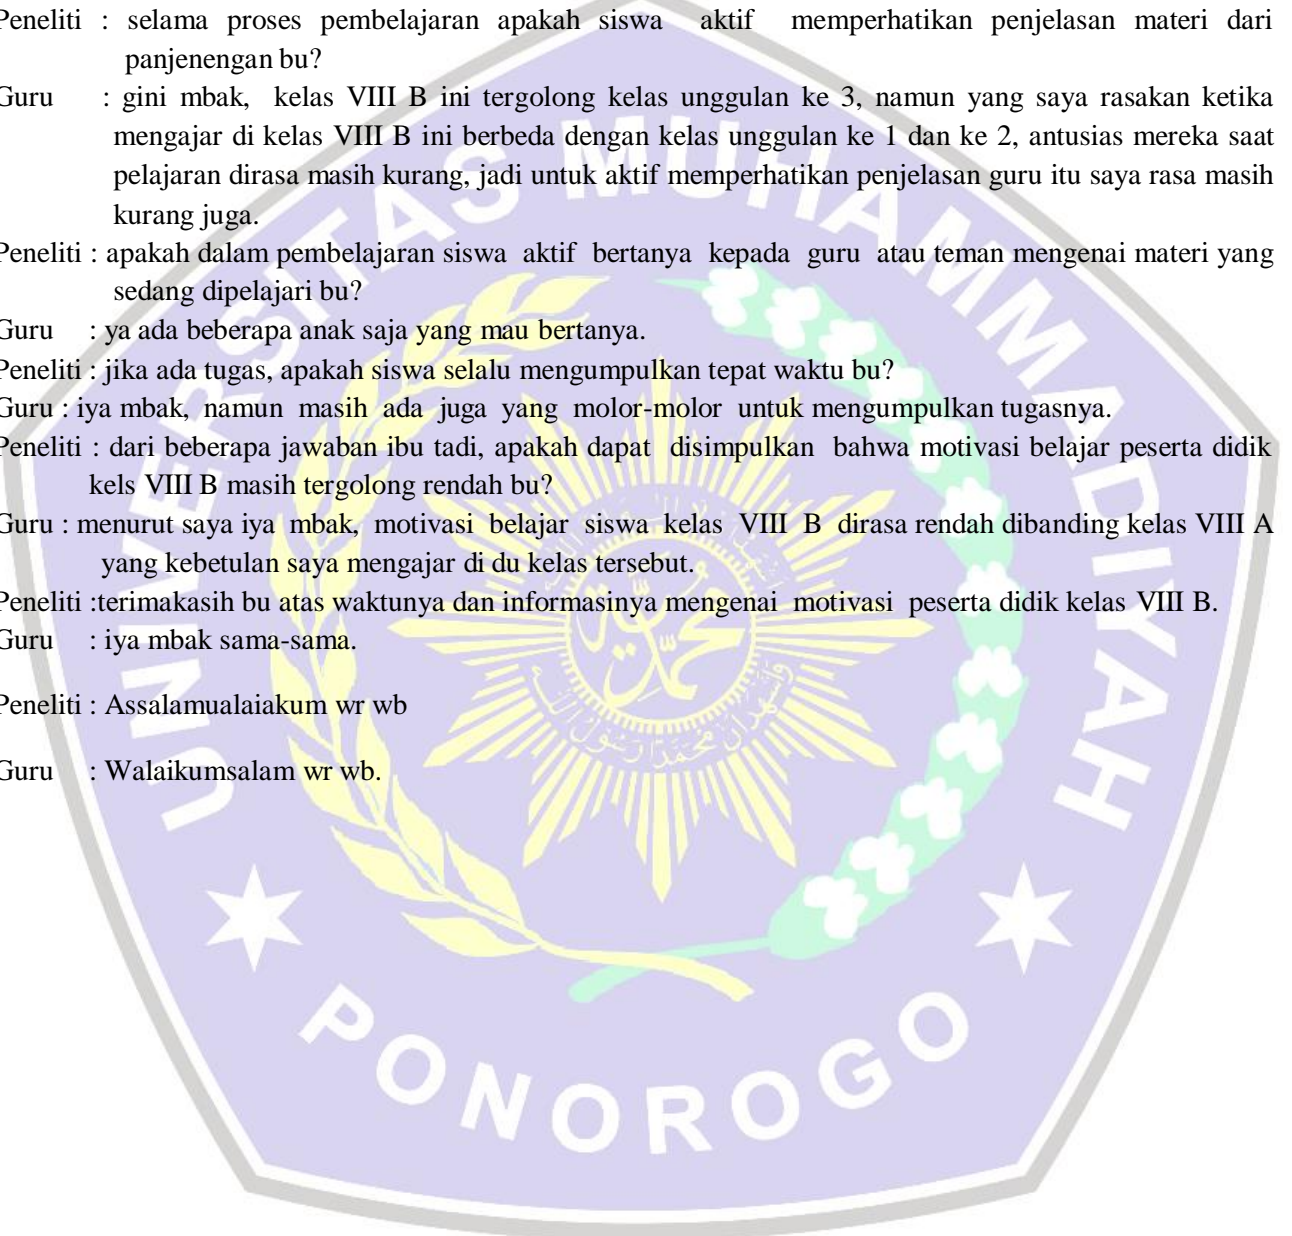 Peneliti : selama proses pembelajaran apakah siswa aktif memperhatikan penjelasan materi dari
panjenengan bu?
Guru : gini mbak, kelas VIII B ini tergolong kelas unggulan ke 3, namun yang saya rasakan ketika
mengajar di kelas VIII B ini berbeda dengan kelas unggulan ke 1 dan ke 2, antusias mereka saat
pelajaran dirasa masih kurang, jadi untuk aktif memperhatikan penjelasan guru itu saya rasa masih
kurang juga.
Peneliti : apakah dalam pembelajaran siswa aktif bertanya kepada guru atau teman mengenai materi yang
sedang dipelajari bu?
Guru : ya ada beberapa anak saja yang mau bertanya.
Peneliti : jika ada tugas, apakah siswa selalu mengumpulkan tepat waktu bu?
Guru : iya mbak, namun masih ada juga yang molor-molor untuk mengumpulkan tugasnya.
Peneliti : dari beberapa jawaban ibu tadi, apakah dapat disimpulkan bahwa motivasi belajar peserta didik
kels VIII B masih tergolong rendah bu?
Guru : menurut saya iya mbak, motivasi belajar siswa kelas VIII B dirasa rendah dibanding kelas VIII A
yang kebetulan saya mengajar di du kelas tersebut.
Peneliti :terimakasih bu atas waktunya dan informasinya mengenai motivasi peserta didik kelas VIII B.
Guru : iya mbak sama-sama.
Peneliti : Assalamualaiakum wr wb
Guru : Walaikumsalam wr wb.
UNIVERSITAS MUHAMMADIYAH
PONOROGO
محمد